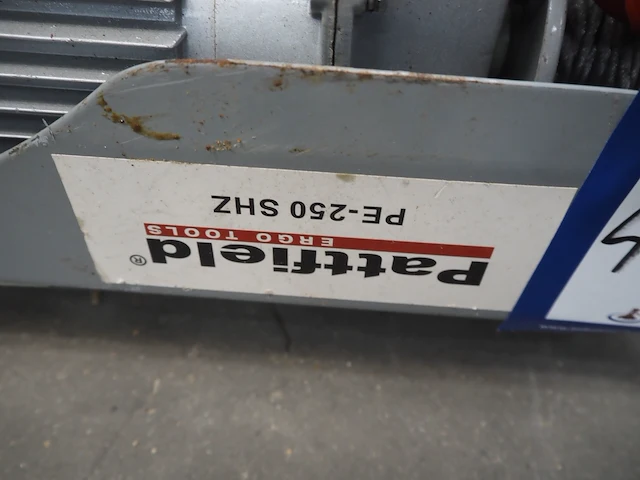 Pattfield®
ERGO TOOLS
PE-250 SHZ